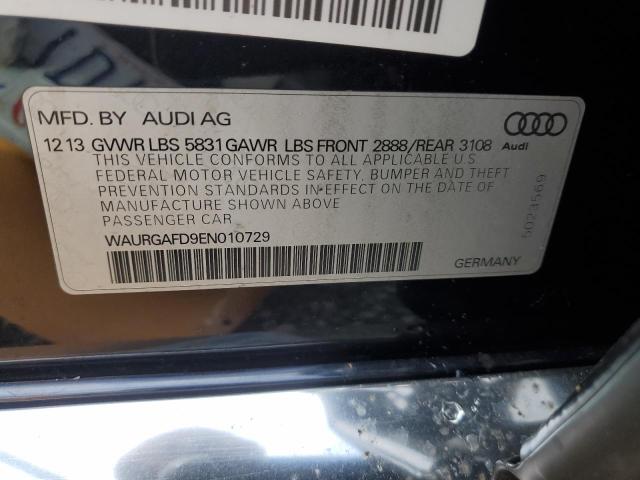 MFD. BY AUDI AG
12 13 GVWR LBS 5831 GAWR LBS FRONT 2888/REAR 3108
Audi
THIS VEHICLE CONFORMS TO ALL APPLICABLE U.S.
FEDERAL MOTOR VEHICLE SAFETY, BUMPER AND THEFT
PREVENTION STANDARDS IN EFFECT ON THE DATE OF
MANUFACTURE SHOWN ABOVE
PASSENGER CAR
WAURGAFD9EN010729
GERMANY
5023569